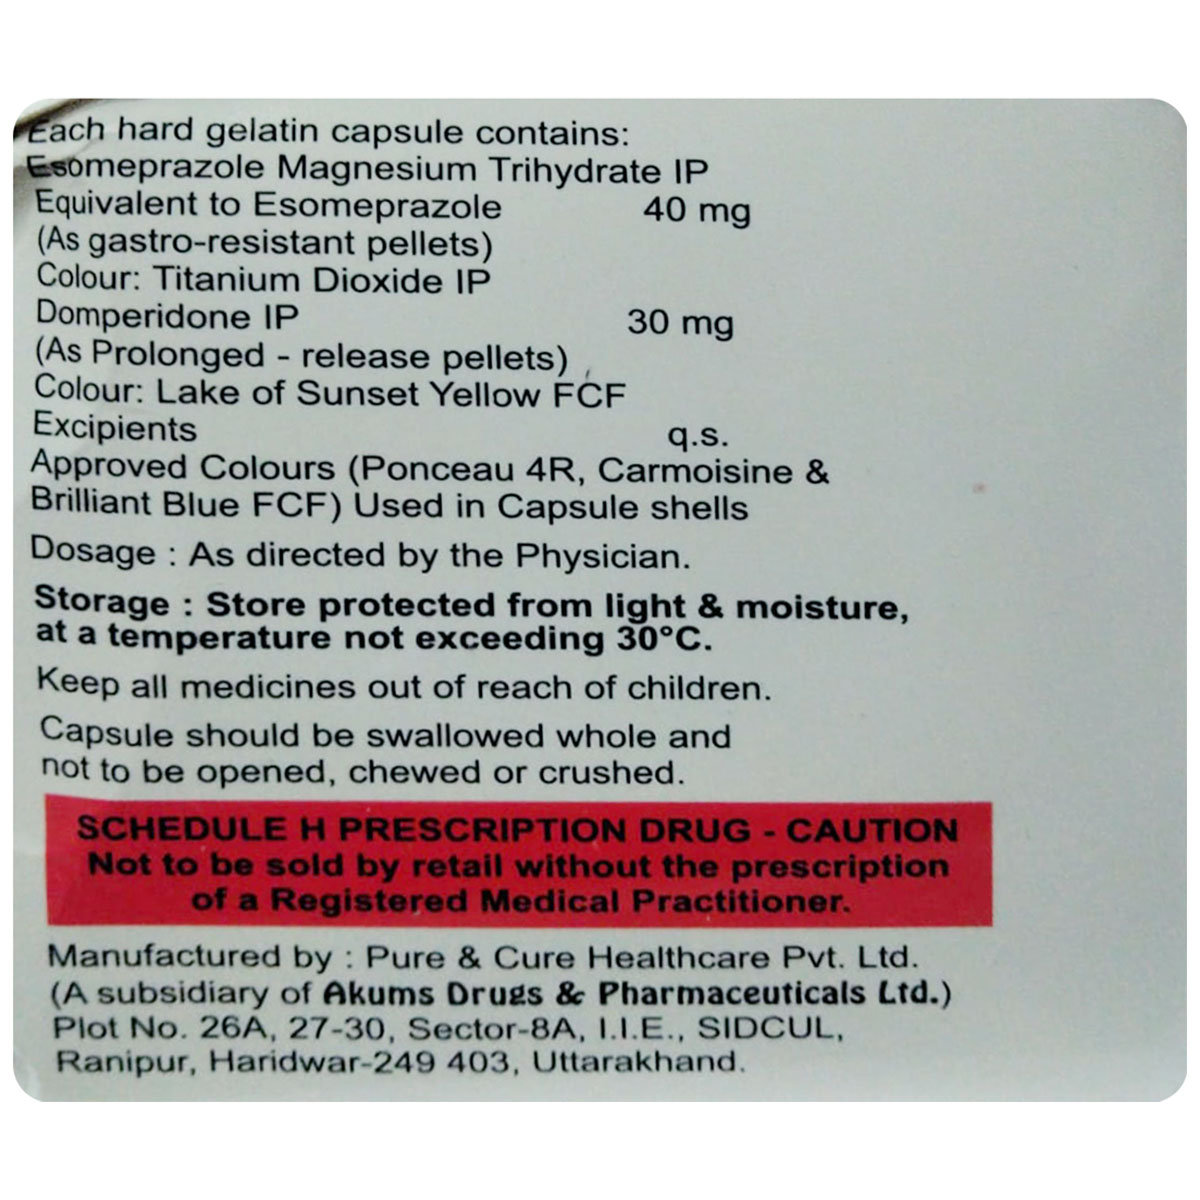 Each hard gelatin capsule contains:
Esomeprazole Magnesium Trihydrate IP
Equivalent to Esomeprazole 40 mg
(As gastro-resistant pellets)
Colour: Titanium Dioxide IP
Domperidone IP 30 mg
(As Prolonged - release pellets)
Colour: Lake of Sunset Yellow FCF
Excipients q.s.
Approved Colours (Ponceau 4R, Carmoisine &
Brilliant Blue FCF) Used in Capsule shells
Dosage : As directed by the Physician.
Storage : Store protected from light & moisture,
at a temperature not exceeding 30°C.
Keep all medicines out of reach of children.
Capsule should be swallowed whole and
not to be opened, chewed or crushed.
SCHEDULE H PRESCRIPTION DRUG - CAUTION
Not to be sold by retail without the prescription
of a Registered Medical Practitioner.
Manufactured by : Pure & Cure Healthcare Pvt. Ltd.
(A subsidiary of Akums Drugs & Pharmaceuticals Ltd.)
Plot No. 26A, 27-30, Sector-8A, I.I.E., SIDCUL,
Ranipur, Haridwar-249 403, Uttarakhand.